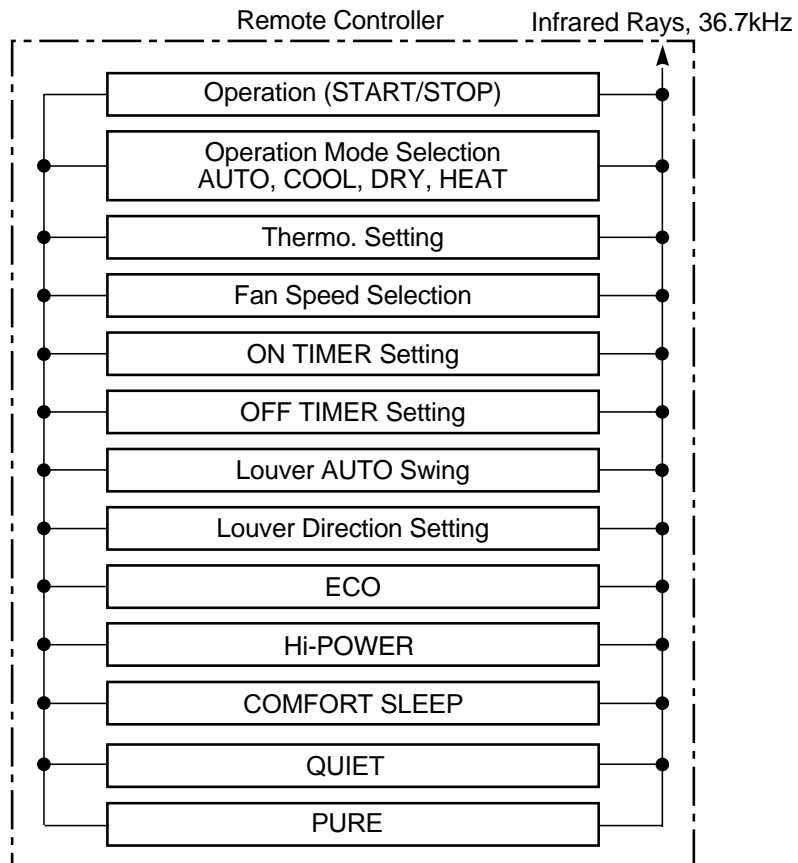 Remote Controller
Infrared Rays, 36.7kHz
Operation (START/STOP)
Operation Mode Selection
AUTO, COOL, DRY, HEAT
Thermo. Setting
Fan Speed Selection
ON TIMER Setting
OFF TIMER Setting
Louver AUTO Swing
Louver Direction Setting
ECO
Hi-POWER
COMFORT SLEEP
QUIET
PURE